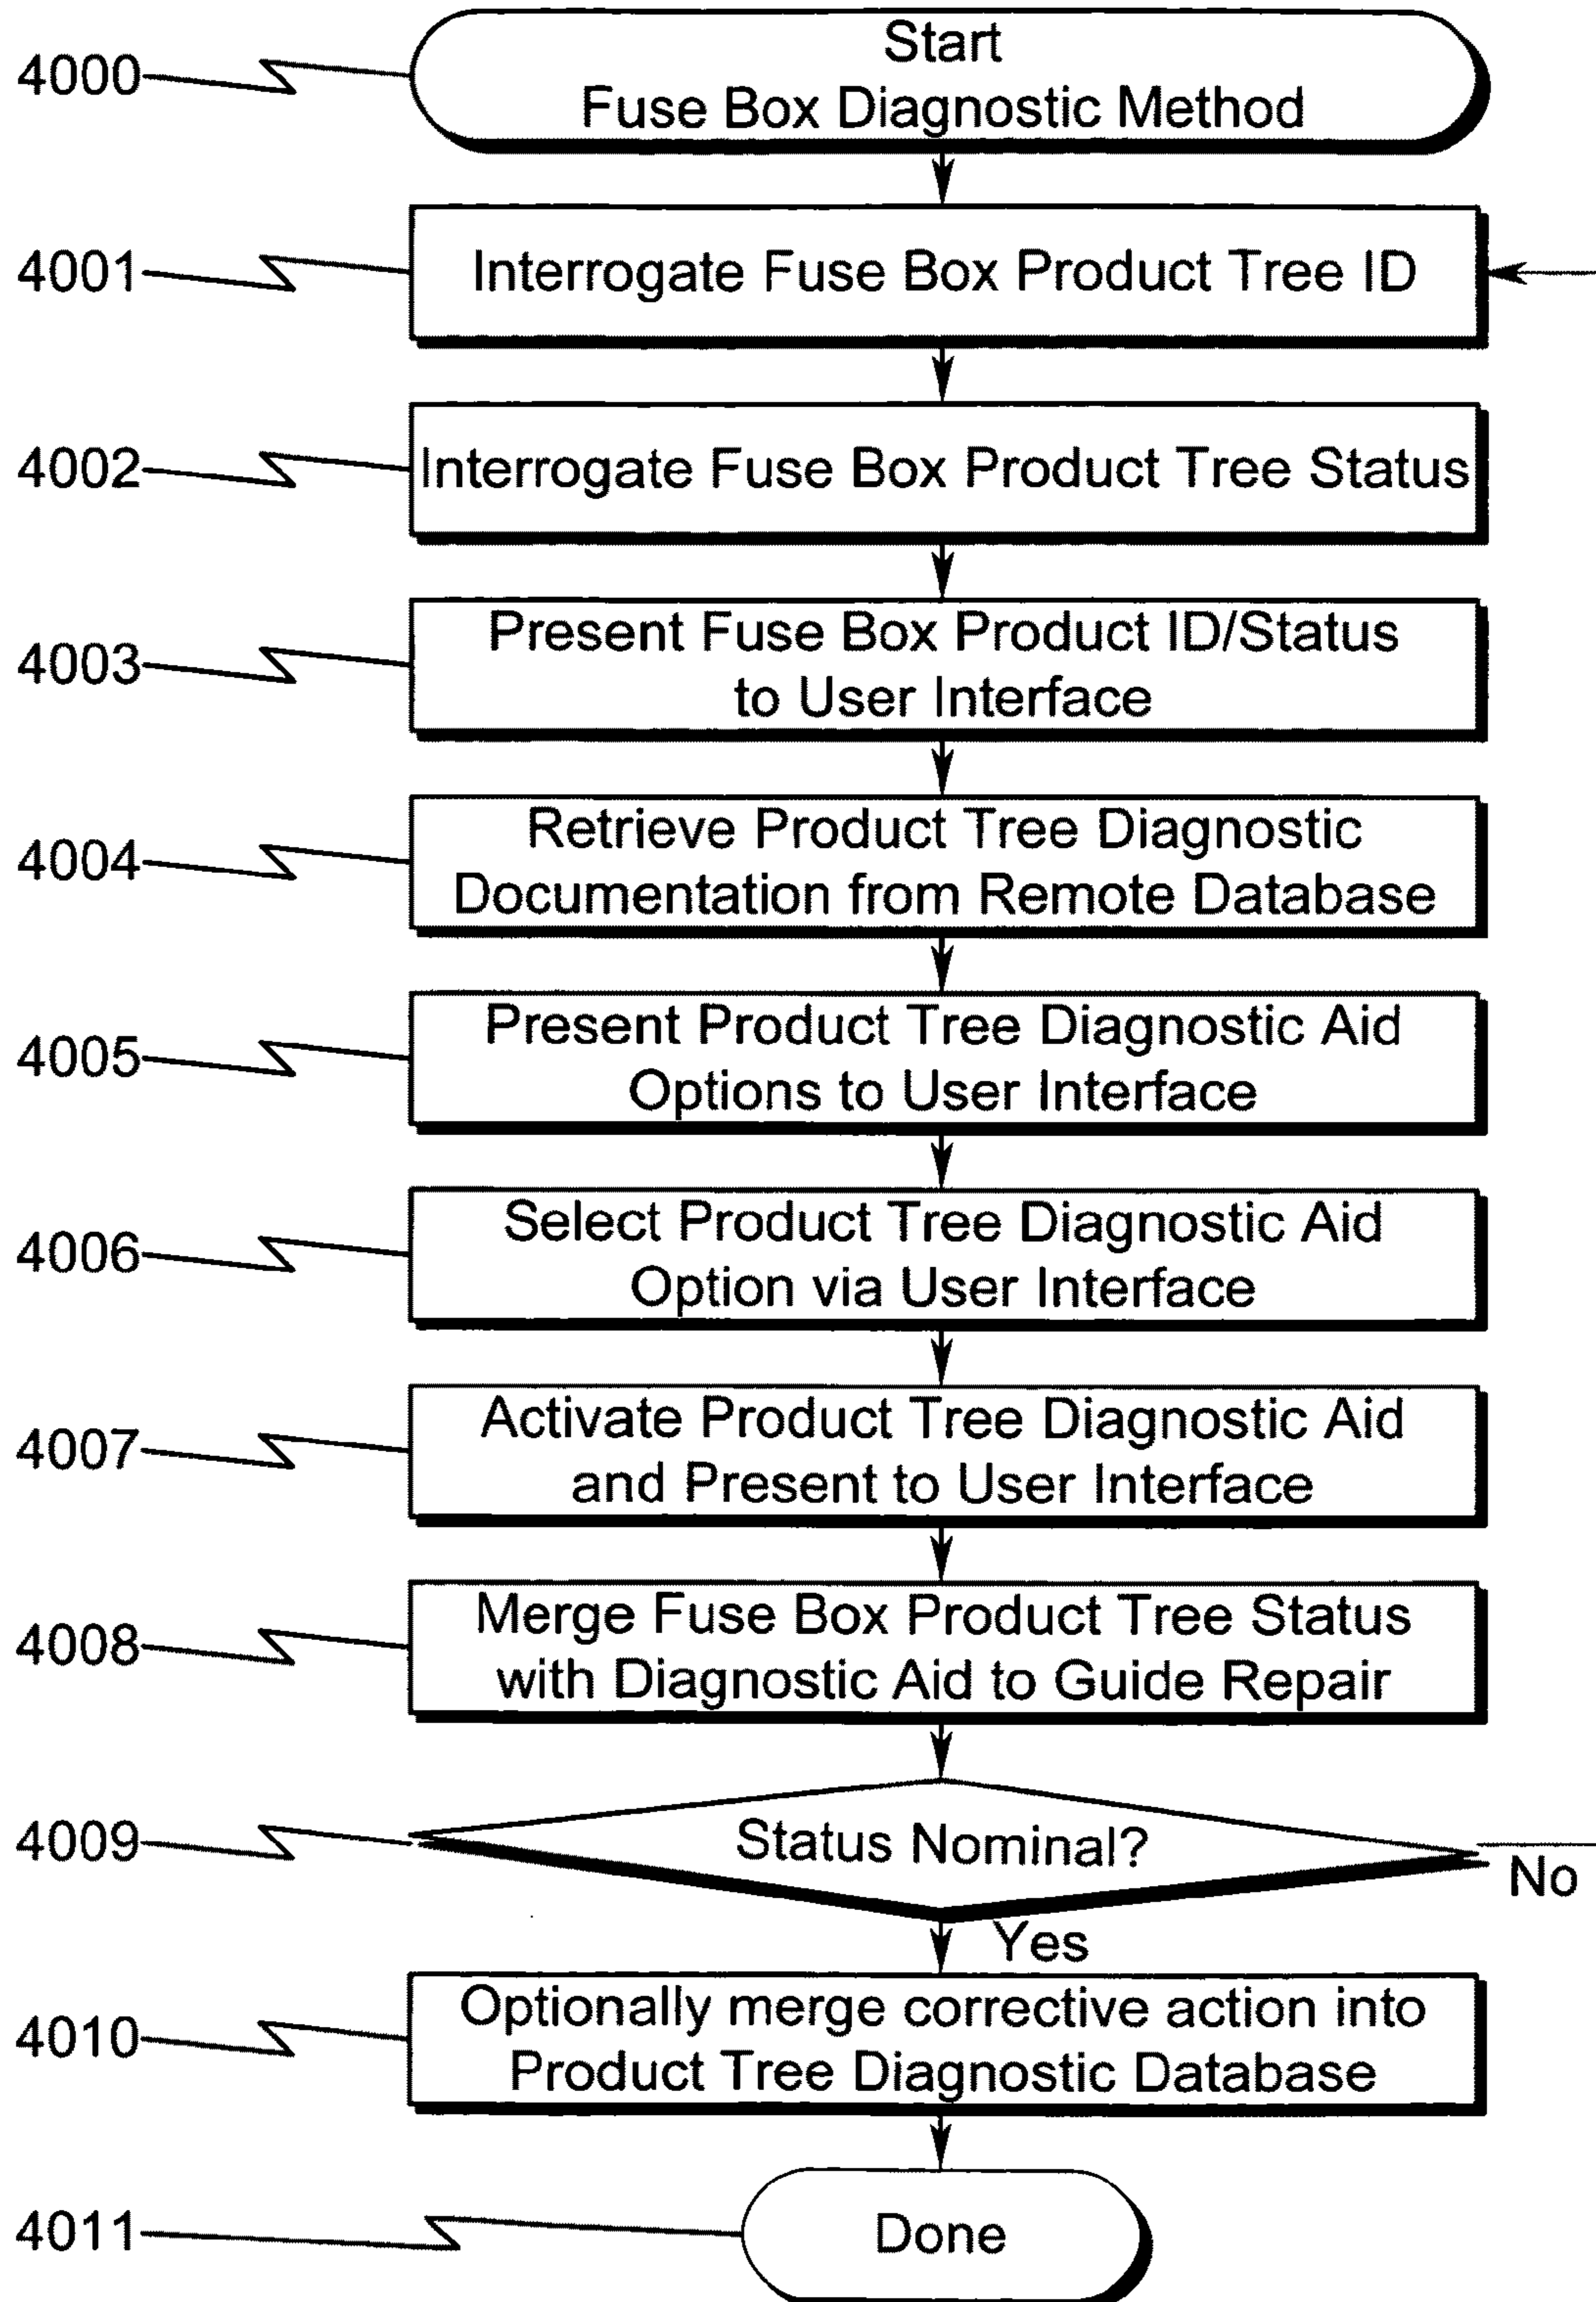 4000
Start
Fuse Box Diagnostic Method
4001
Interrogate Fuse Box Product Tree ID
4002
Interrogate Fuse Box Product Tree Status
4003
Present Fuse Box Product ID/Status
to User Interface
4004
Retrieve Product Tree Diagnostic
Documentation from Remote Database
4005
Present Product Tree Diagnostic Aid
Options to User Interface
4006
Select Product Tree Diagnostic Aid
Option via User Interface
4007
Activate Product Tree Diagnostic Aid
and Present to User Interface
4008
Merge Fuse Box Product Tree Status
with Diagnostic Aid to Guide Repair
4009
Status Nominal?
No
Yes
4010
Optionally merge corrective action into
Product Tree Diagnostic Database
4011
Done